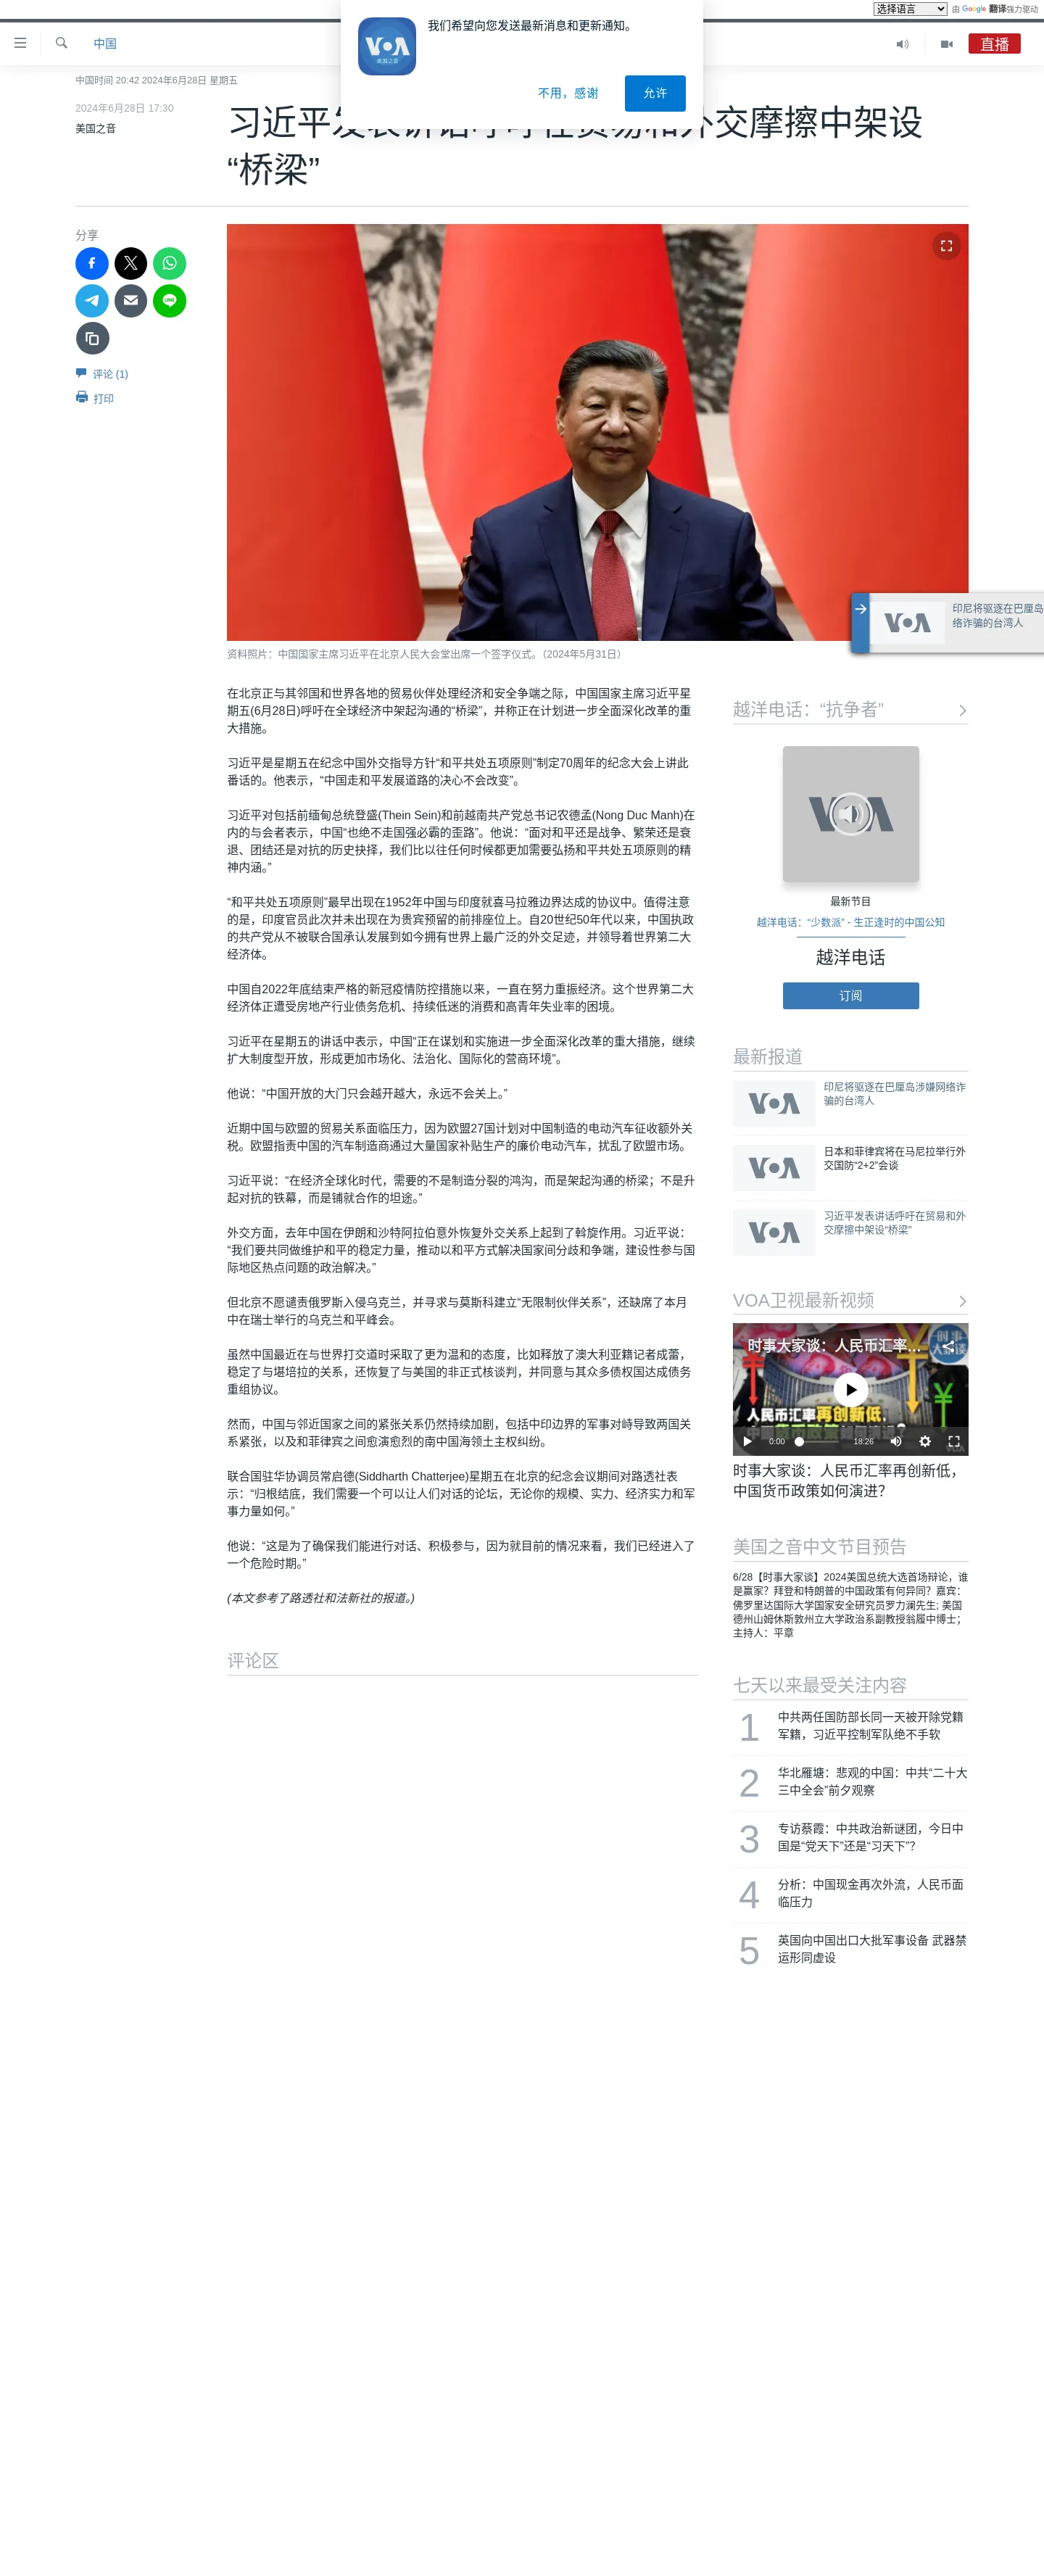 选择语言
由 Google 翻译强力驱动
我们希望向您发送最新消息和更新通知。
VOA
美国之音
不用，感谢
允许
中国
直播
中国时间 20:42 2024年6月28日 星期五
2024年6月28日 17:30
美国之音
习近平发表讲话呼吁在贸易和外交摩擦中架设
“桥梁”
分享
评论 (1)
打印
资料照片：中国国家主席习近平在北京人民大会堂出席一个签字仪式。（2024年5月31日）
VOA
印尼将驱逐在巴厘岛
络诈骗的台湾人
在北京正与其邻国和世界各地的贸易伙伴处理经济和安全争端之际，中国国家主席习近平星
期五(6月28日)呼吁在全球经济中架起沟通的“桥梁”，并称正在计划进一步全面深化改革的重
大措施。
习近平是星期五在纪念中国外交指导方针“和平共处五项原则”制定70周年的纪念大会上讲此
番话的。他表示，“中国走和平发展道路的决心不会改变”。
习近平对包括前缅甸总统登盛(Thein Sein)和前越南共产党总书记农德孟(Nong Duc Manh)在
内的与会者表示，中国“也绝不走国强必霸的歪路”。他说：“面对和平还是战争、繁荣还是衰
退、团结还是对抗的历史抉择，我们比以往任何时候都更加需要弘扬和平共处五项原则的精
神内涵。”
“和平共处五项原则”最早出现在1952年中国与印度就喜马拉雅边界达成的协议中。值得注意
的是，印度官员此次并未出现在为贵宾预留的前排座位上。自20世纪50年代以来，中国执政
的共产党从不被联合国承认发展到如今拥有世界上最广泛的外交足迹，并领导着世界第二大
经济体。
中国自2022年底结束严格的新冠疫情防控措施以来，一直在努力重振经济。这个世界第二大
经济体正遭受房地产行业债务危机、持续低迷的消费和高青年失业率的困境。
习近平在星期五的讲话中表示，中国“正在谋划和实施进一步全面深化改革的重大措施，继续
扩大制度型开放，形成更加市场化、法治化、国际化的营商环境”。
他说：“中国开放的大门只会越开越大，永远不会关上。”
近期中国与欧盟的贸易关系面临压力，因为欧盟27国计划对中国制造的电动汽车征收额外关
税。欧盟指责中国的汽车制造商通过大量国家补贴生产的廉价电动汽车，扰乱了欧盟市场。
习近平说：“在经济全球化时代，需要的不是制造分裂的鸿沟，而是架起沟通的桥梁；不是升
起对抗的铁幕，而是铺就合作的坦途。”
外交方面，去年中国在伊朗和沙特阿拉伯意外恢复外交关系上起到了斡旋作用。习近平说：
“我们要共同做维护和平的稳定力量，推动以和平方式解决国家间分歧和争端，建设性参与国
际地区热点问题的政治解决。”
但北京不愿谴责俄罗斯入侵乌克兰，并寻求与莫斯科建立“无限制伙伴关系”，还缺席了本月
中在瑞士举行的乌克兰和平峰会。
虽然中国最近在与世界打交道时采取了更为温和的态度，比如释放了澳大利亚籍记者成蕾，
稳定了与堪培拉的关系，还恢复了与美国的非正式核谈判，并同意与其众多债权国达成债务
重组协议。
然而，中国与邻近国家之间的紧张关系仍然持续加剧，包括中印边界的军事对峙导致两国关
系紧张，以及和菲律宾之间愈演愈烈的南中国海领土主权纠纷。
联合国驻华协调员常启德(Siddharth Chatterjee)星期五在北京的纪念会议期间对路透社表
示：“归根结底，我们需要一个可以让人们对话的论坛，无论你的规模、实力、经济实力和军
事力量如何。”
他说：“这是为了确保我们能进行对话、积极参与，因为就目前的情况来看，我们已经进入了
一个危险时期。”
(本文参考了路透社和法新社的报道。)
评论区
越洋电话：“抗争者”
VOA
最新节目
越洋电话：“少数派” - 生正逢时的中国公知
越洋电话
订阅
最新报道
VOA
印尼将驱逐在巴厘岛涉嫌网络诈
骗的台湾人
VOA
日本和菲律宾将在马尼拉举行外
交国防“2+2”会谈
VOA
习近平发表讲话呼吁在贸易和外
交摩擦中架设“桥梁”
VOA卫视最新视频
时事大家谈：人民币汇率…
人民币汇率再创新低，
0:00
18:26
时事大家谈：人民币汇率再创新低，
中国货币政策如何演进？
美国之音中文节目预告
6/28【时事大家谈】2024美国总统大选首场辩论，谁
是赢家？拜登和特朗普的中国政策有何异同？嘉宾：
佛罗里达国际大学国家安全研究员罗力澜先生; 美国
德州山姆休斯敦州立大学政治系副教授翁履中博士；
主持人：平章
七天以来最受关注内容
1
中共两任国防部长同一天被开除党籍
军籍，习近平控制军队绝不手软
2
华北雁塘：悲观的中国：中共“二十大
三中全会”前夕观察
3
专访蔡霞：中共政治新谜团，今日中
国是“党天下”还是“习天下”？
4
分析：中国现金再次外流，人民币面
临压力
5
英国向中国出口大批军事设备 武器禁
运形同虚设